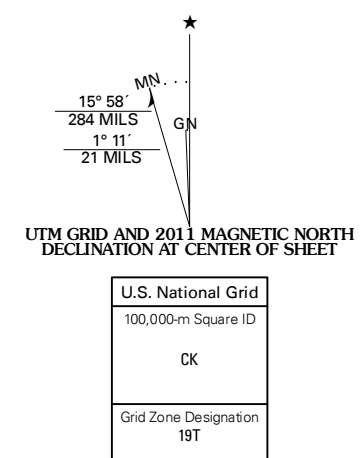 ★
MN
GN
15° 58´
284 MILS
1° 11´
21 MILS
UTM GRID AND 2011 MAGNETIC NORTH
DECLINATION AT CENTER OF SHEET
U.S. National Grid
100,000-m Square ID
CK
Grid Zone Designation
19T